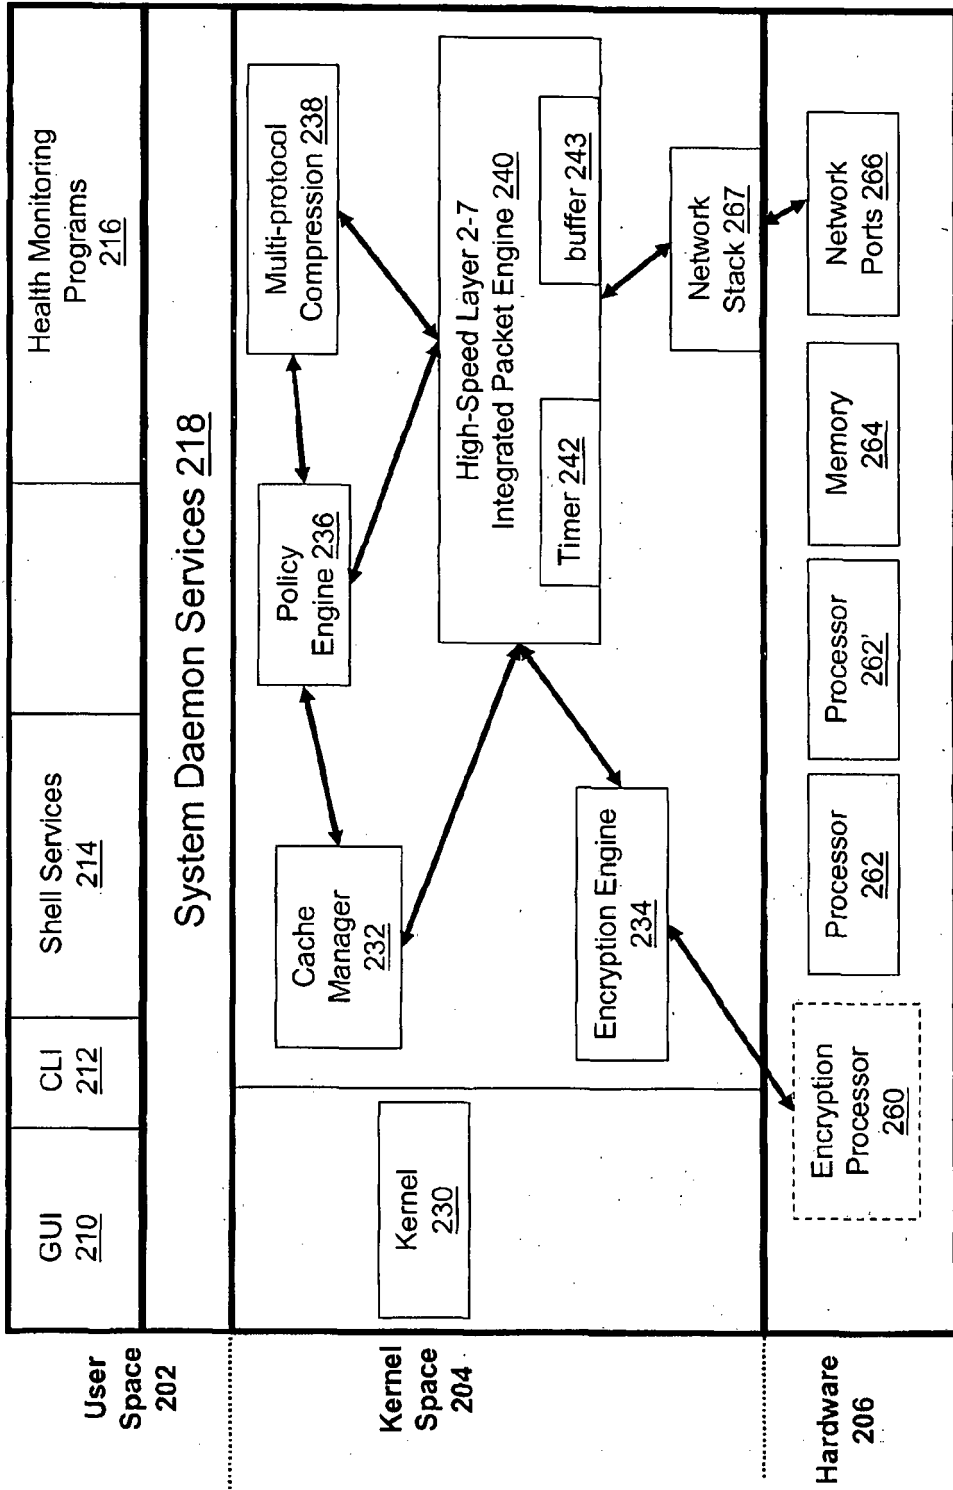 User
Space
202
GUI
210
CLI
212
Shell Services
214
Health Monitoring
Programs
216
System Daemon Services 218
Kernel
Space
204
Kernel
230
Cache
Manager
232
Policy
Engine 236
Multi-protocol
Compression 238
High-Speed Layer 2-7
Integrated Packet Engine 240
Timer 242
buffer 243
Encryption Engine
234
Network
Stack 267
Hardware
206
Encryption
Processor
260
Processor
262
Processor
262'
Memory
264
Network
Ports 266